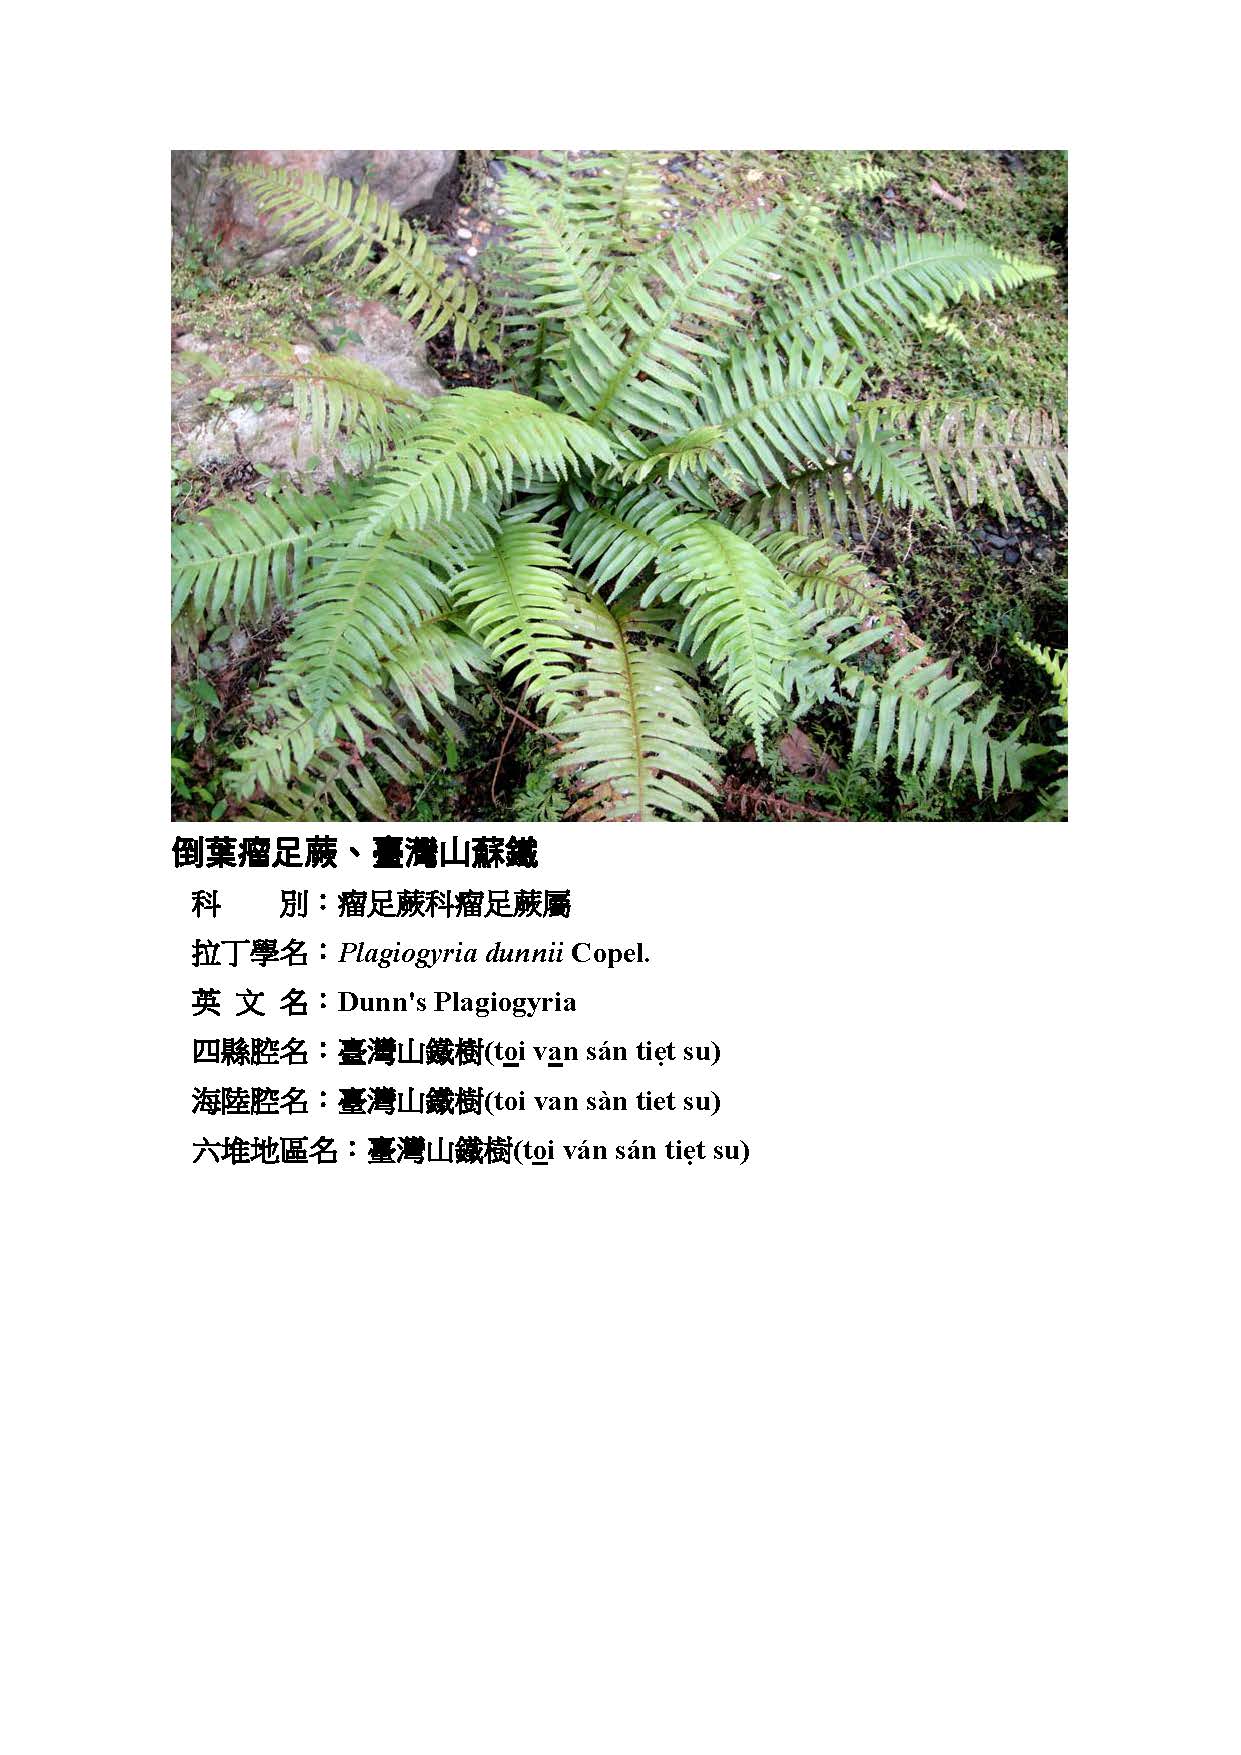 倒葉瘤足蕨、臺灣山蘇鐵
科　　別：瘤足蕨科瘤足蕨屬
拉丁學名：Plagiogyria dunnii Copel.
英 文 名：Dunn's Plagiogyria
四縣腔名：臺灣山鐵樹(to̲i va̲n sán tiẹt su)
海陸腔名：臺灣山鐵樹(toi van sàn tiet su)
六堆地區名：臺灣山鐵樹(to̲i ván sán tiẹt su)